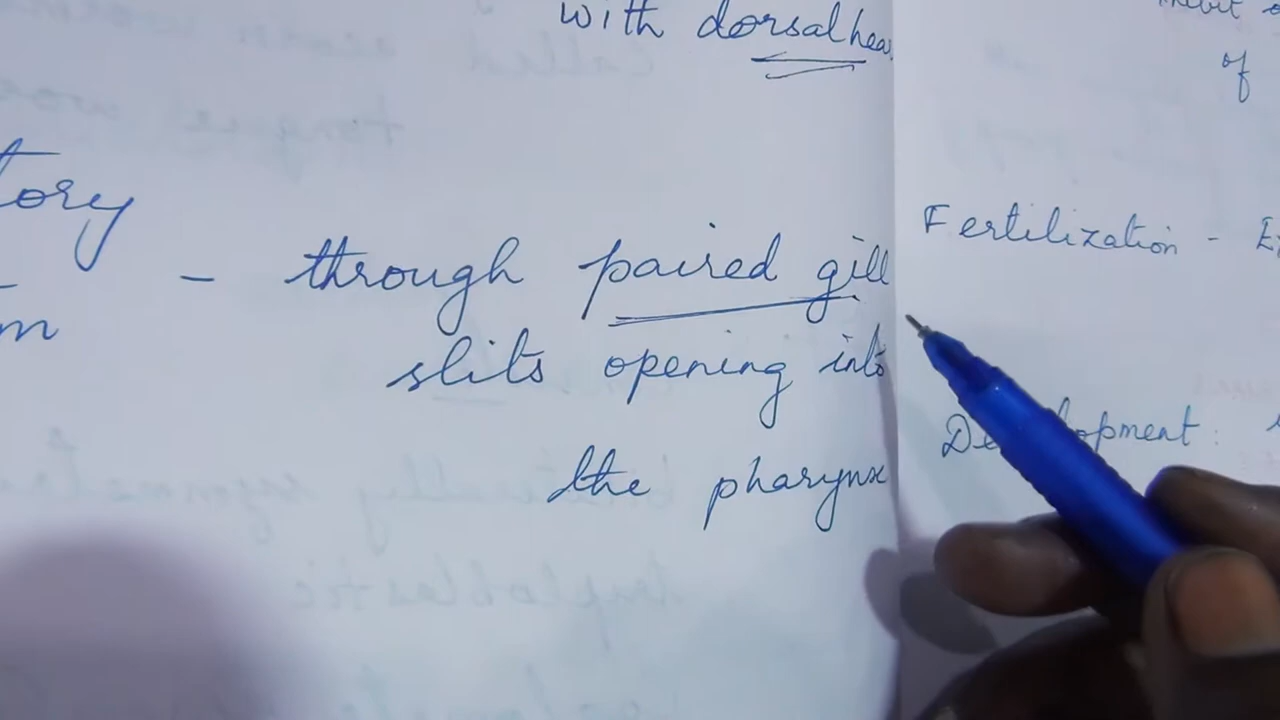 with dorsal
tory
- through paired gill
m
slits opening into
the pharynx
of
Fertilization -
Development :